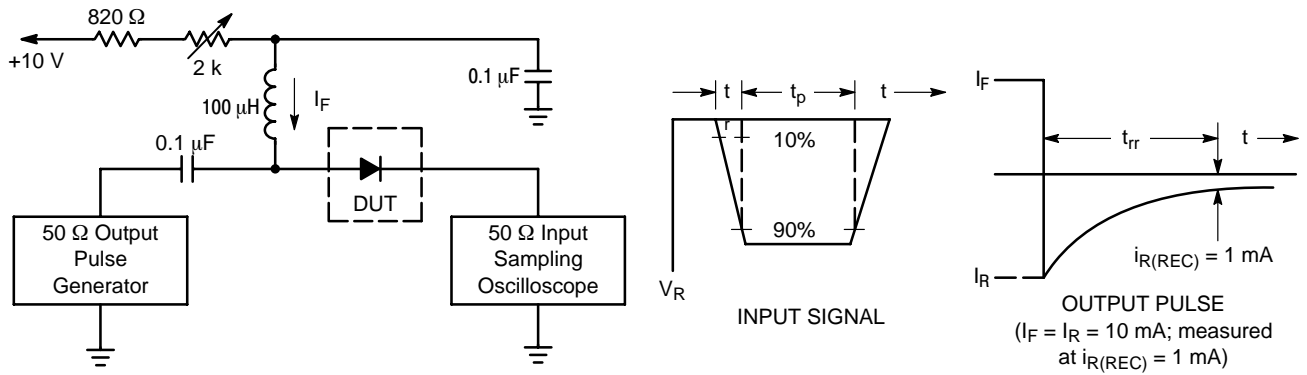 820 Ω
+10 V
2 k
100 μH
I_F
0.1 μF
0.1 μF
DUT
50 Ω Output
Pulse
Generator
50 Ω Input
Sampling
Oscilloscope
t
r
t_p
t
10%
90%
V_R
INPUT SIGNAL
I_F
t_rr
t
i_R(REC) = 1 mA
I_R
OUTPUT PULSE
(I_F = I_R = 10 mA; measured
at i_R(REC) = 1 mA)